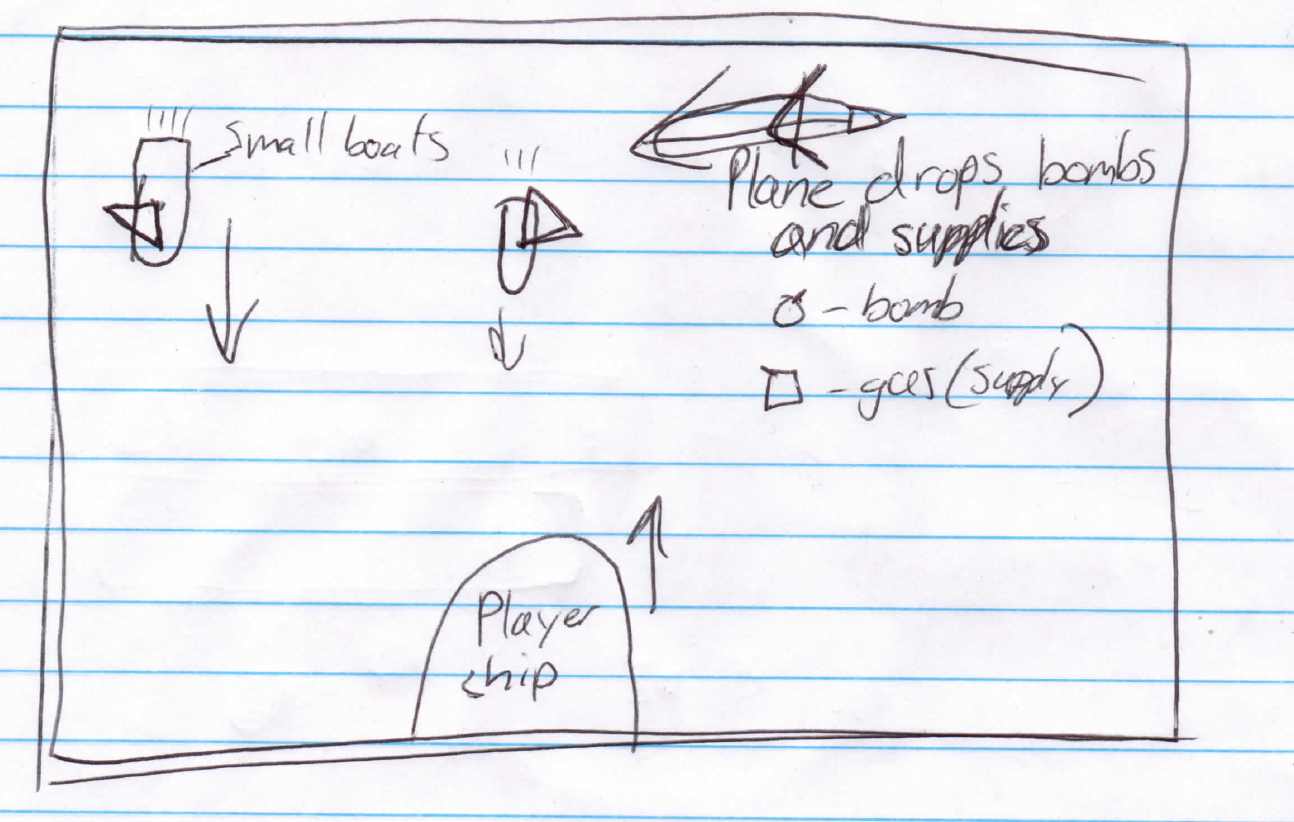 Small boats
Plane drops bombs
and supplies
- bomb
- gas (supply)
Player
ship